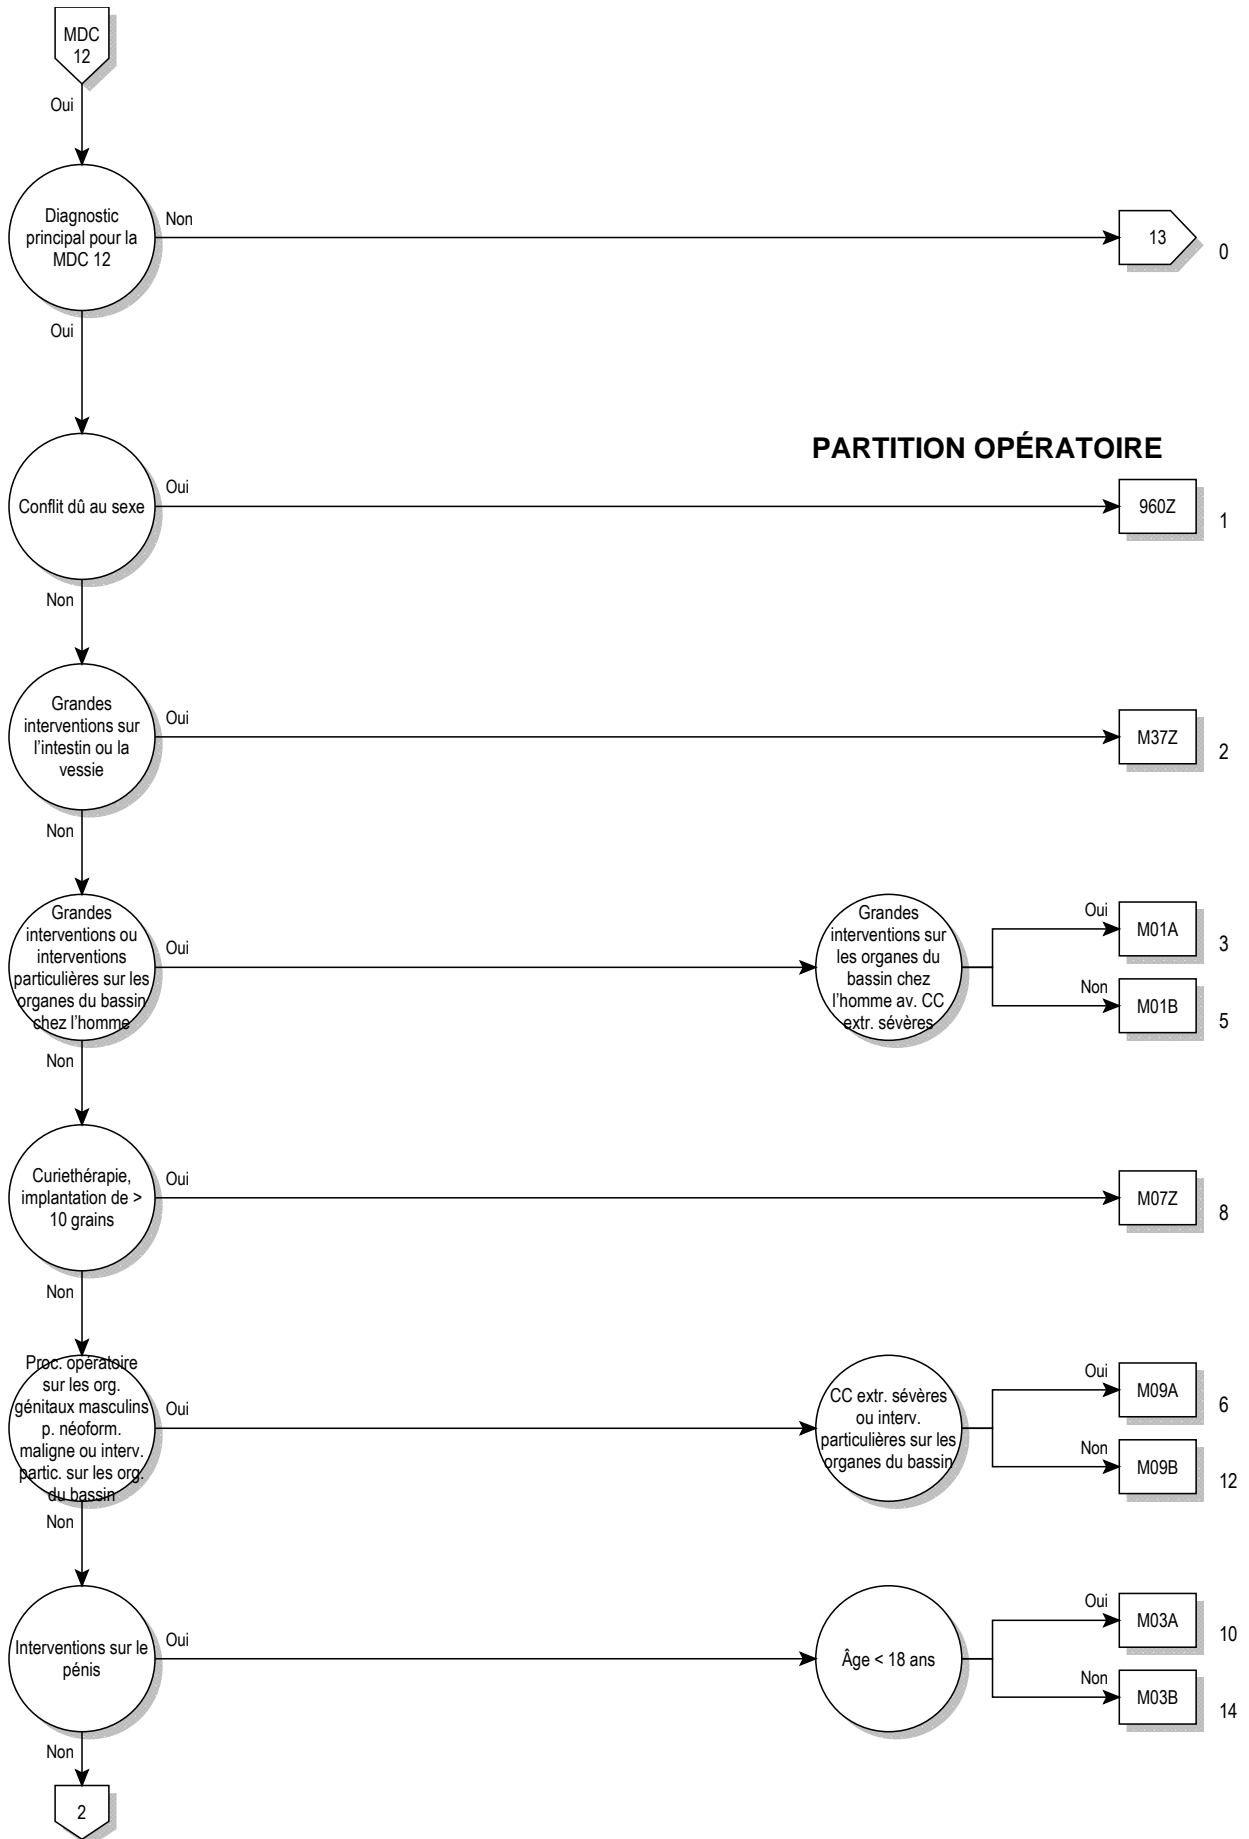 MDC
12
Oui
Diagnostic
principal pour la
MDC 12
Non
13
0
Oui
PARTITION OPÉRATOIRE
Conflit dû au sexe
Oui
960Z
1
Non
Grandes
interventions sur
l'intestin ou la
vessie
Oui
M37Z
2
Non
Grandes
interventions ou
interventions
particulières sur les
organes du bassin
chez l'homme
Oui
Grandes
interventions sur
les organes du
bassin chez
l'homme av. CC
extr. sévères
Oui
M01A
3
Non
M01B
5
Non
Curiethérapie,
implantation de >
10 grains
Oui
M07Z
8
Non
Proc. opératoire
sur les org.
génitaux masculins
p. néoform.
maligne ou interv.
partic. sur les org.
du bassin
Oui
CC extr. sévères
ou interv.
particulières sur les
organes du bassin
Oui
M09A
6
Non
M09B
12
Non
Interventions sur le
pénis
Oui
Âge < 18 ans
Oui
M03A
10
Non
M03B
14
Non
2